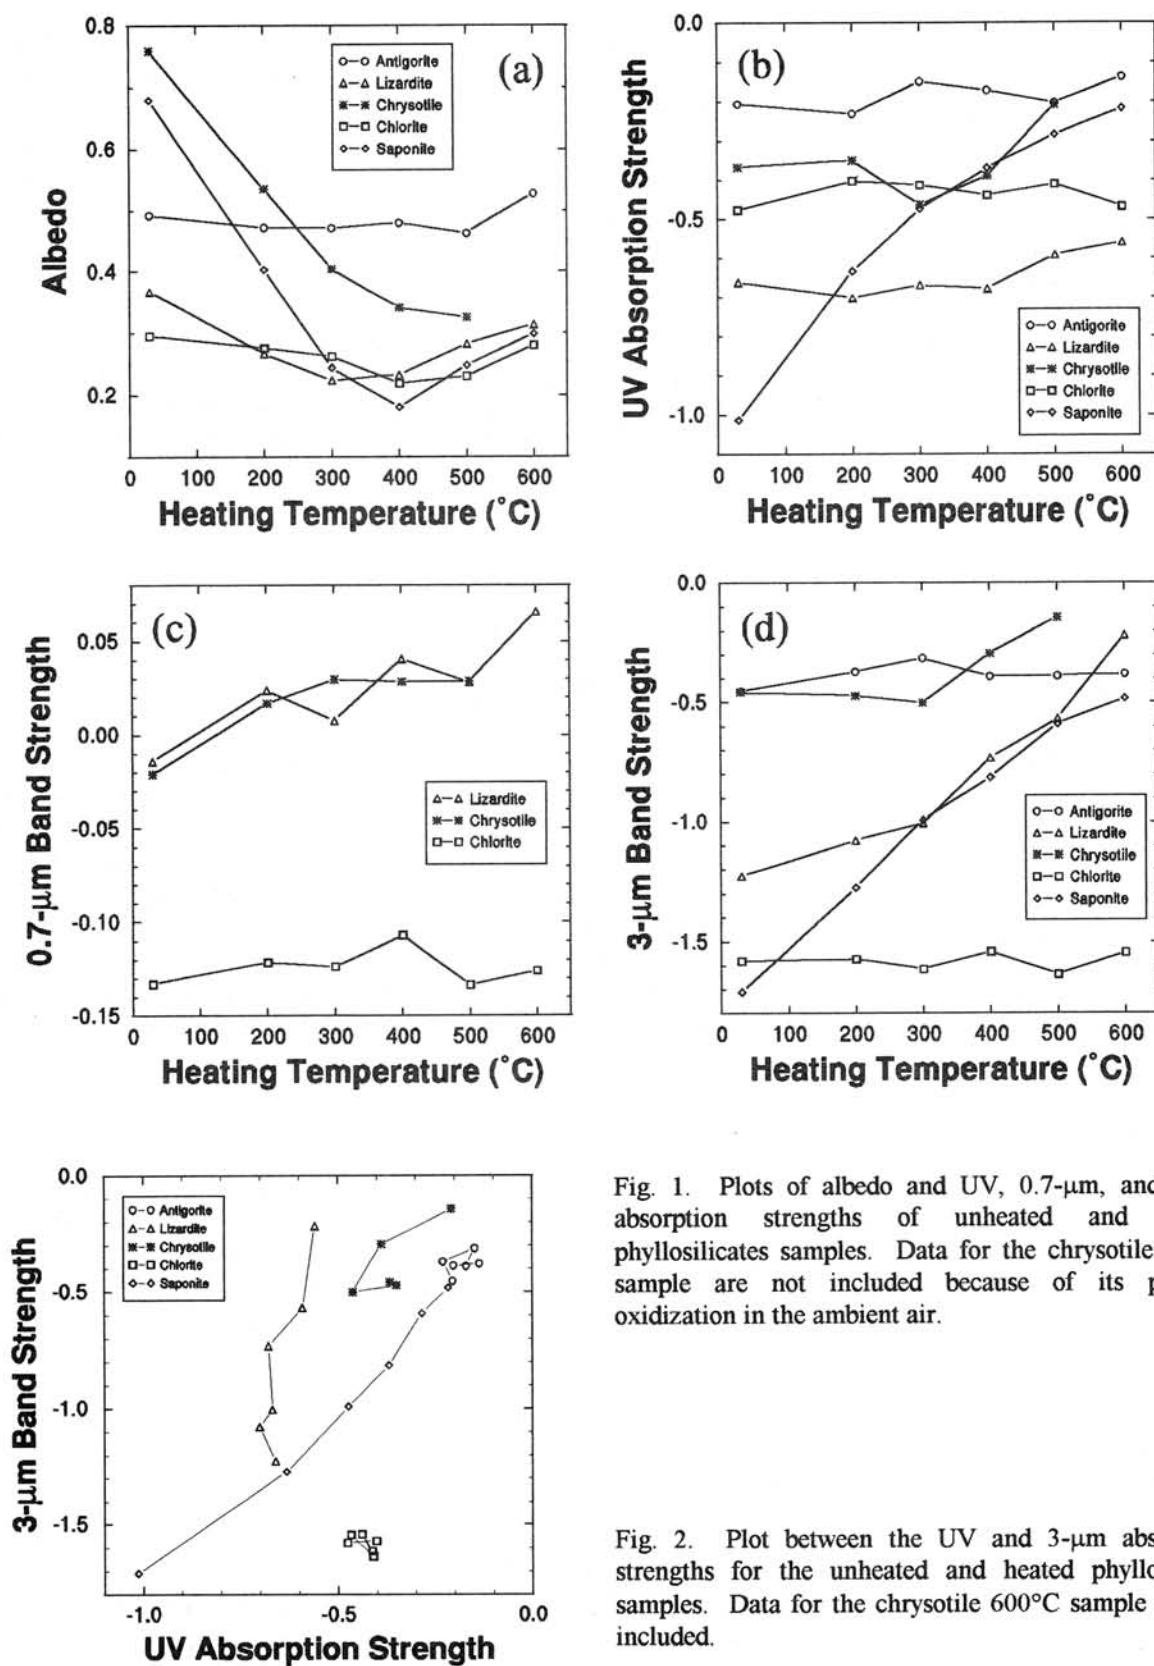 0.8
0.6
0.4
0.2
Albedo
(a)
Antigorite
Lizardite
Chrysotile
Chlorite
Saponite
0 100 200 300 400 500 600
Heating Temperature (°C)
0.0
-0.5
-1.0
UV Absorption Strength
(b)
Antigorite
Lizardite
Chrysotile
Chlorite
Saponite
0 100 200 300 400 500 600
Heating Temperature (°C)
0.05
0.00
-0.05
-0.10
-0.15
0.7-μm Band Strength
(c)
Lizardite
Chrysotile
Chlorite
0 100 200 300 400 500 600
Heating Temperature (°C)
0.0
-0.5
-1.0
-1.5
3-μm Band Strength
(d)
Antigorite
Lizardite
Chrysotile
Chlorite
Saponite
0 100 200 300 400 500 600
Heating Temperature (°C)
0.0
-0.5
-1.0
-1.5
3-μm Band Strength
Antigorite
Lizardite
Chrysotile
Chlorite
Saponite
-1.0 -0.5 0.0
UV Absorption Strength
Fig. 1. Plots of albedo and UV, 0.7-μm, and
absorption strengths of unheated and
phyllosilicates samples. Data for the chrysotile
sample are not included because of its p
oxidization in the ambient air.
Fig. 2. Plot between the UV and 3-μm abs
strengths for the unheated and heated phyllo
samples. Data for the chrysotile 600°C sample
included.